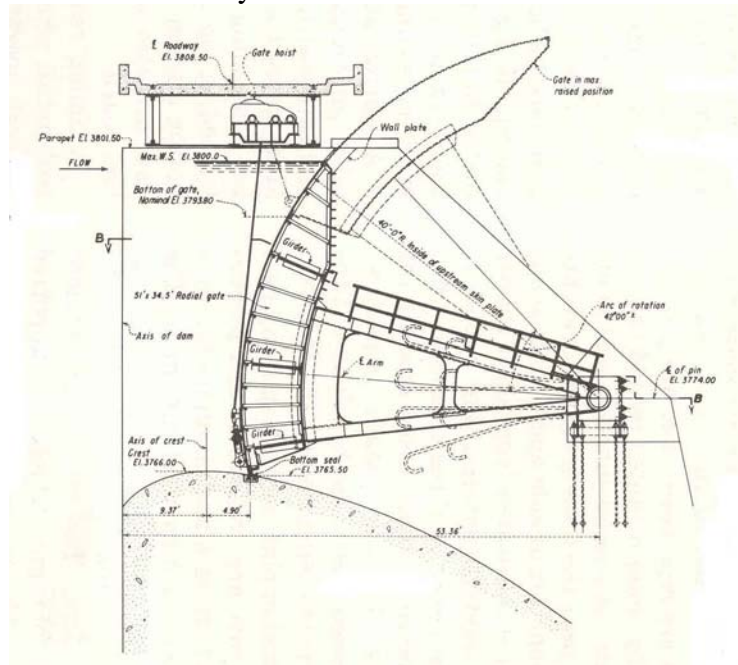 ℄ Roadway
El. 3808.50
Gate hoist
Gate in max.
raised position
Parapet El. 3801.50
Wall plate
FLOW
Max. W.S. El. 3800.0
Bottom of gate,
Nominal El. 3793.80
B
40'-0" R. Inside of upstream skin plate
Girder
51' x 34.5' Radial gate
Arc of rotation
42°00' ±
Axis of dam
℄ of pin
El. 3774.00
Girder
℄ Arm
B
Girder
Axis of crest
Crest
El. 3766.00
Bottom seal
El. 3765.50
9.37'
4.90'
53.36'